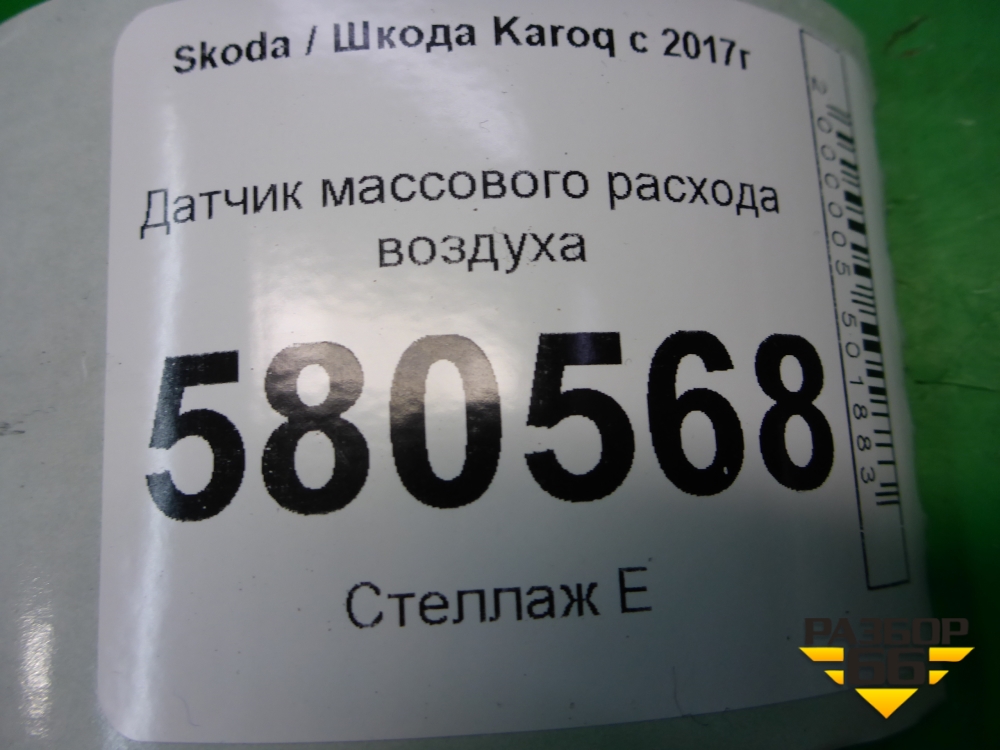 Skoda / Шкода Karoq с 2017г
Датчик массового расхода
воздуха
580568
Стеллаж Е
2000005501883
РАЗБОР
66